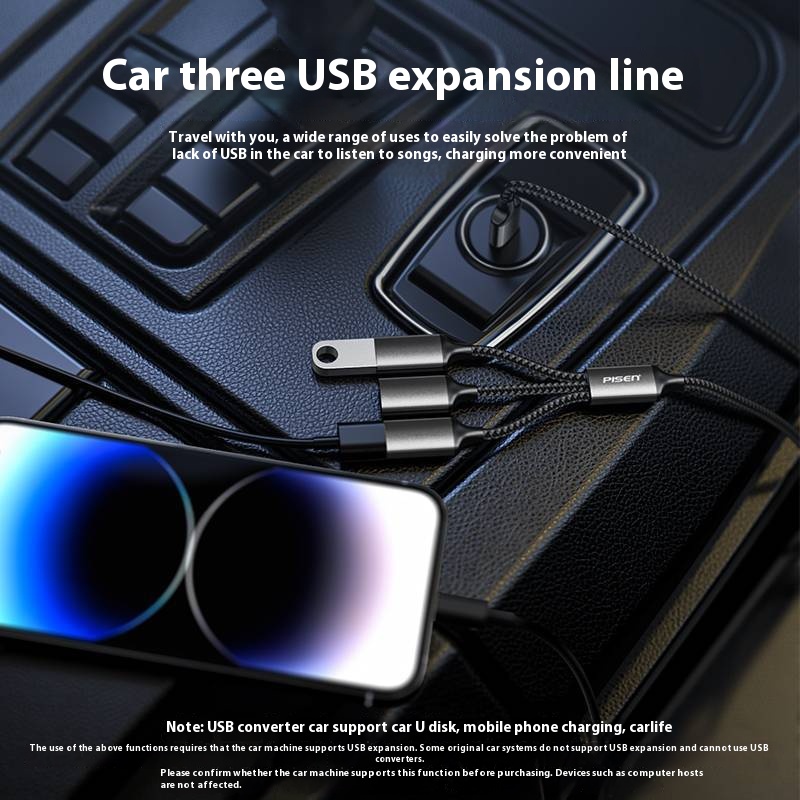 Car three USB expansion line
Travel with you, a wide range of uses to easily solve the problem of
lack of USB in the car to listen to songs, charging more convenient
PISEN
Note: USB converter car support car U disk, mobile phone charging, carlife
The use of the above functions requires that the car machine supports USB expansion. Some original car systems do not support USB expansion and cannot use USB
converters.
Please confirm whether the car machine supports this function before purchasing. Devices such as computer hosts
are not affected.